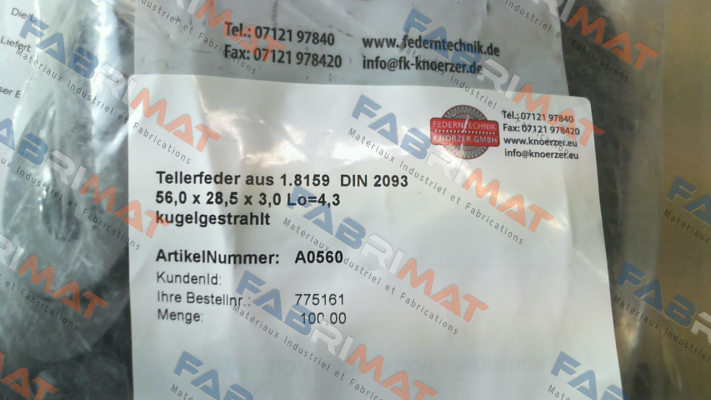 Die
Liefert
Tel.: 07121 97840
Fax: 07121 978420
www.federntechnik.de
info@fk-knoerzer.de
FEDERNTECHNIK
KNÖRZER GMBH
Tel.:07121 97840
Fax: 07121 978420
www.knoerzer.eu
info@knoerzer.eu
Tellerfeder aus 1.8159 DIN 2093
56,0 x 28,5 x 3,0 Lo=4,3
kugelgestrahlt
ArtikelNummer: A0560
KundenId:
Ihre Bestellnr.: 775161
Menge: 100,00
FABRIMAT
Materiaux Industriel et Fabrications